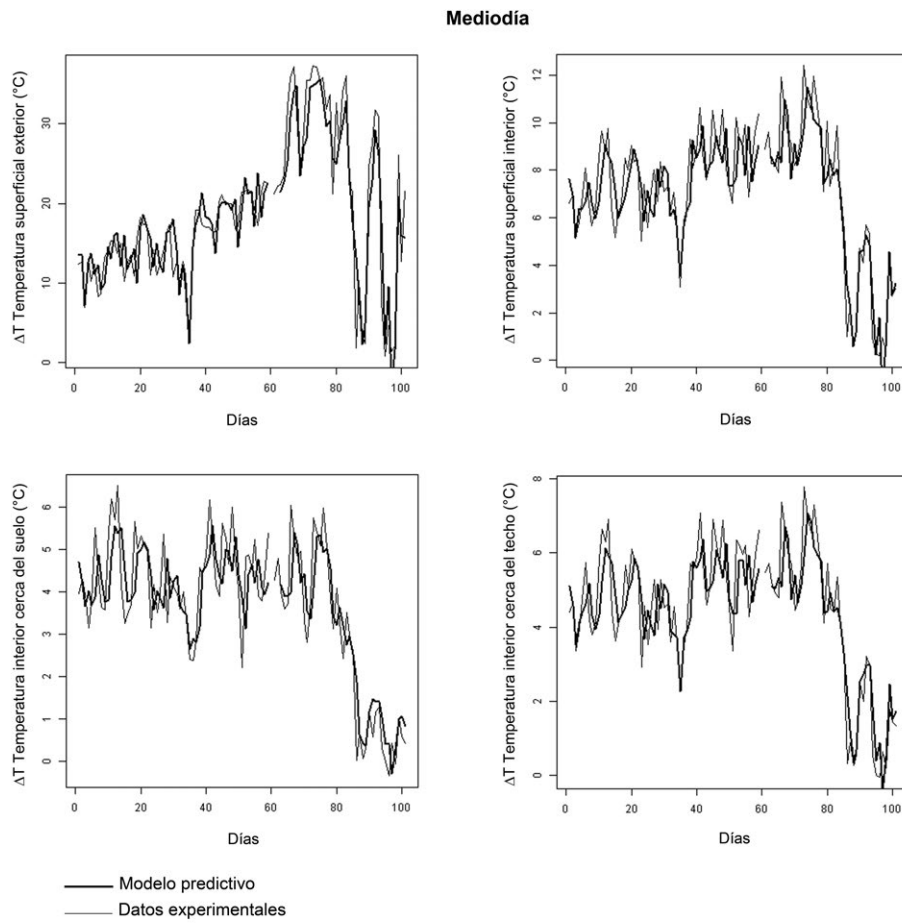 Mediodía
ΔT Temperatura superficial exterior (°C)
30
20
10
0
0 20 40 60 80 100
Días
ΔT Temperatura superficial interior (°C)
12
10
8
6
4
2
0
0 20 40 60 80 100
Días
ΔT Temperatura interior cerca del suelo (°C)
6
5
4
3
2
1
0
0 20 40 60 80 100
Días
ΔT Temperatura interior cerca del techo (°C)
8
6
4
2
0
0 20 40 60 80 100
Días
Modelo predictivo
Datos experimentales